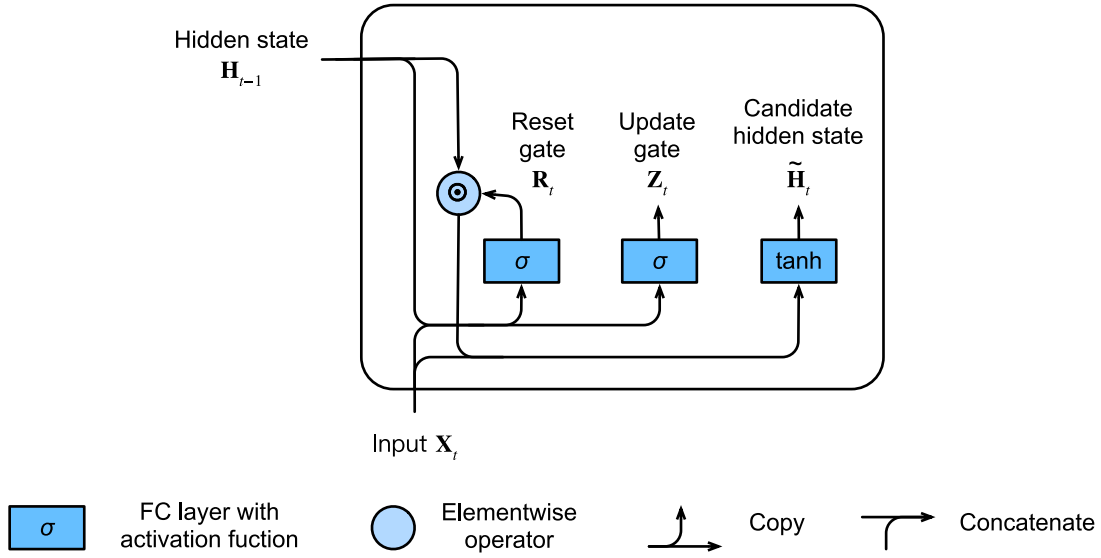 Hidden state
H_{t−1}
Reset
gate
R_t
Update
gate
Z_t
Candidate
hidden state
H̃_t
⊙
σ
σ
tanh
Input X_t
σ
FC layer with
activation fuction
Elementwise
operator
Copy
Concatenate